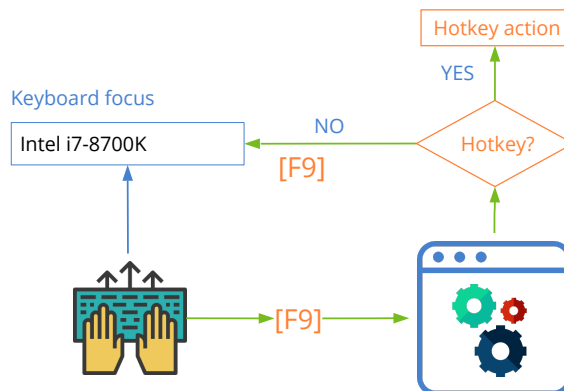 Hotkey action
YES
Keyboard focus
NO
Intel i7-8700K
Hotkey?
[F9]
[F9]